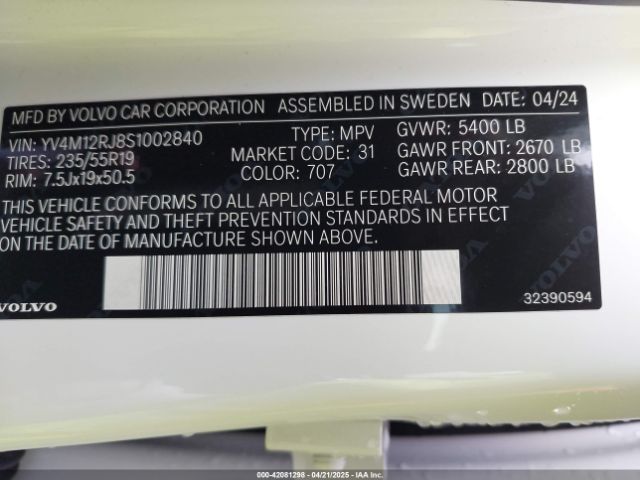 MFD BY VOLVO CAR CORPORATION ASSEMBLED IN SWEDEN DATE: 04/24
VIN: YV4M12RJ8S1002840 TYPE: MPV GVWR: 5400 LB
TIRES: 235/55R19 MARKET CODE: 31 GAWR FRONT: 2670 LB
RIM: 7.5Jx19x50.5 COLOR: 707 GAWR REAR: 2800 LB
THIS VEHICLE CONFORMS TO ALL APPLICABLE FEDERAL MOTOR
VEHICLE SAFETY AND THEFT PREVENTION STANDARDS IN EFFECT
ON THE DATE OF MANUFACTURE SHOWN ABOVE.
VOLVO
32390594
000-42081298 - 04/21/2025 - IAAI.COM